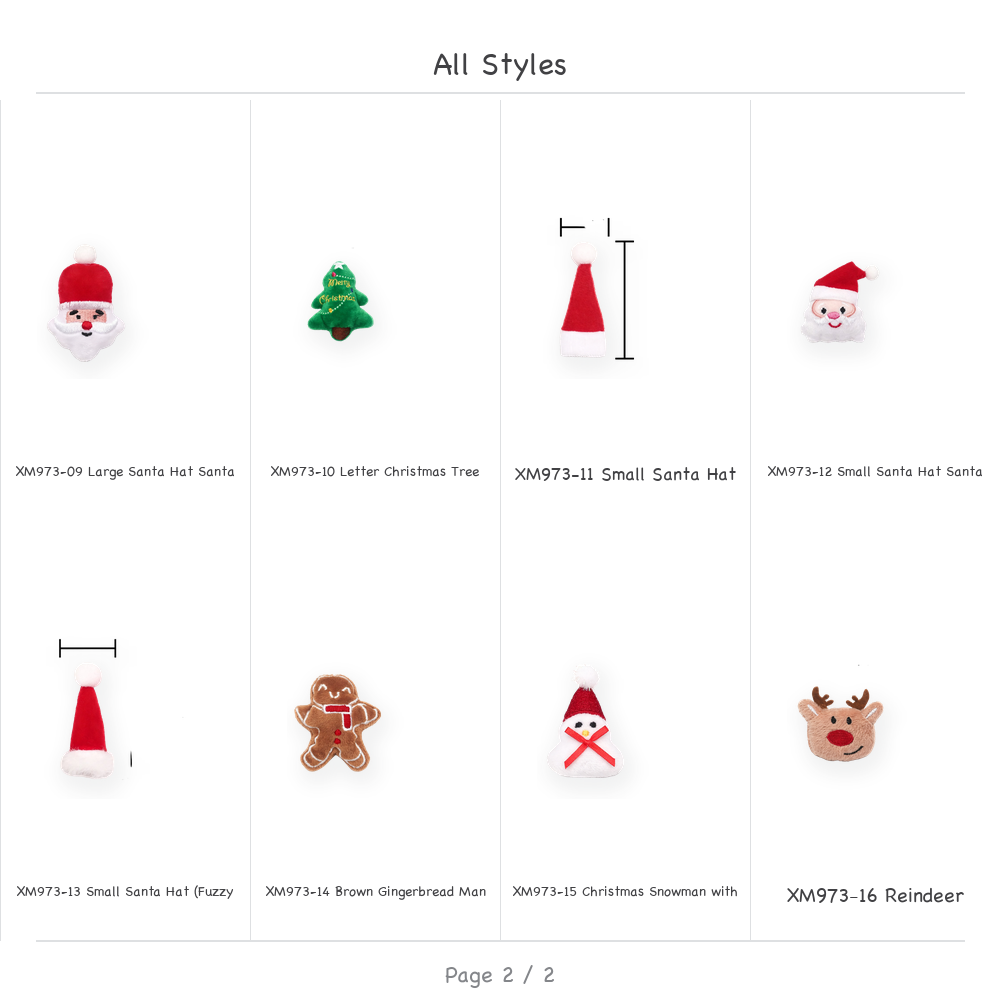 All Styles
Merry
Christmas
XM973-09 Large Santa Hat Santa
XM973-10 Letter Christmas Tree
XM973-11 Small Santa Hat
XM973-12 Small Santa Hat Santa
XM973-13 Small Santa Hat (Fuzzy
XM973-14 Brown Gingerbread Man
XM973-15 Christmas Snowman with
XM973-16 Reindeer
Page 2 / 2